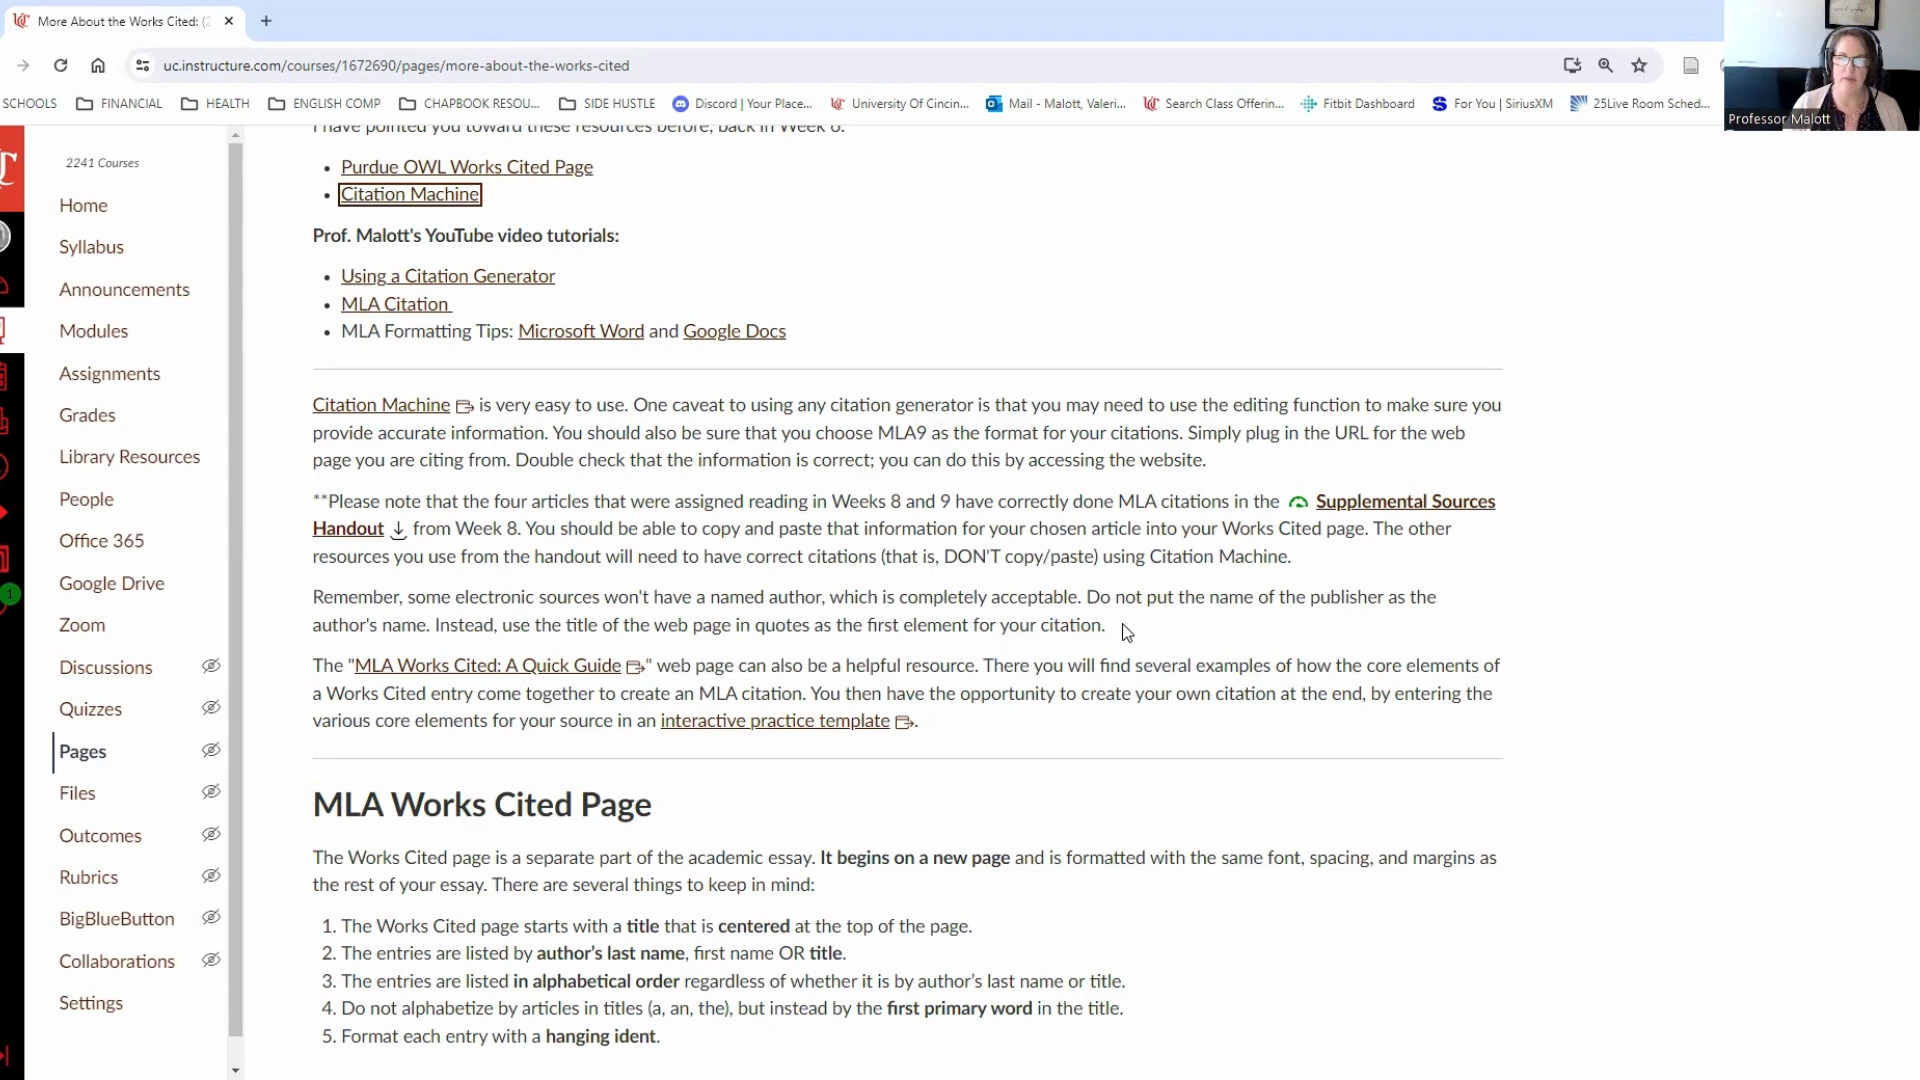 More About the Works Cited: (2
uc.instructure.com/courses/1672690/pages/more-about-the-works-cited
SCHOOLS FINANCIAL HEALTH ENGLISH COMP CHAPBOOK RESOU... SIDE HUSTLE Discord | Your Place... University Of Cincin... Mail - Malott, Valeri... Search Class Offerin... Fitbit Dashboard For You | SiriusXM 25Live Room Sched...
Professor Malott
2241 Courses
Home
Syllabus
Announcements
Modules
Assignments
Grades
Library Resources
People
Office 365
Google Drive
1
Zoom
Discussions
Quizzes
Pages
Files
Outcomes
Rubrics
BigBlueButton
Collaborations
Settings
I have pointed you toward these resources before, back in Week 6.
• Purdue OWL Works Cited Page
• Citation Machine
Prof. Malott's YouTube video tutorials:
• Using a Citation Generator
• MLA Citation
• MLA Formatting Tips: Microsoft Word and Google Docs
Citation Machine is very easy to use. One caveat to using any citation generator is that you may need to use the editing function to make sure you
provide accurate information. You should also be sure that you choose MLA9 as the format for your citations. Simply plug in the URL for the web
page you are citing from. Double check that the information is correct; you can do this by accessing the website.
**Please note that the four articles that were assigned reading in Weeks 8 and 9 have correctly done MLA citations in the Supplemental Sources
Handout from Week 8. You should be able to copy and paste that information for your chosen article into your Works Cited page. The other
resources you use from the handout will need to have correct citations (that is, DON'T copy/paste) using Citation Machine.
Remember, some electronic sources won't have a named author, which is completely acceptable. Do not put the name of the publisher as the
author's name. Instead, use the title of the web page in quotes as the first element for your citation.
The "MLA Works Cited: A Quick Guide" web page can also be a helpful resource. There you will find several examples of how the core elements of
a Works Cited entry come together to create an MLA citation. You then have the opportunity to create your own citation at the end, by entering the
various core elements for your source in an interactive practice template.
MLA Works Cited Page
The Works Cited page is a separate part of the academic essay. It begins on a new page and is formatted with the same font, spacing, and margins as
the rest of your essay. There are several things to keep in mind:
1. The Works Cited page starts with a title that is centered at the top of the page.
2. The entries are listed by author's last name, first name OR title.
3. The entries are listed in alphabetical order regardless of whether it is by author's last name or title.
4. Do not alphabetize by articles in titles (a, an, the), but instead by the first primary word in the title.
5. Format each entry with a hanging ident.